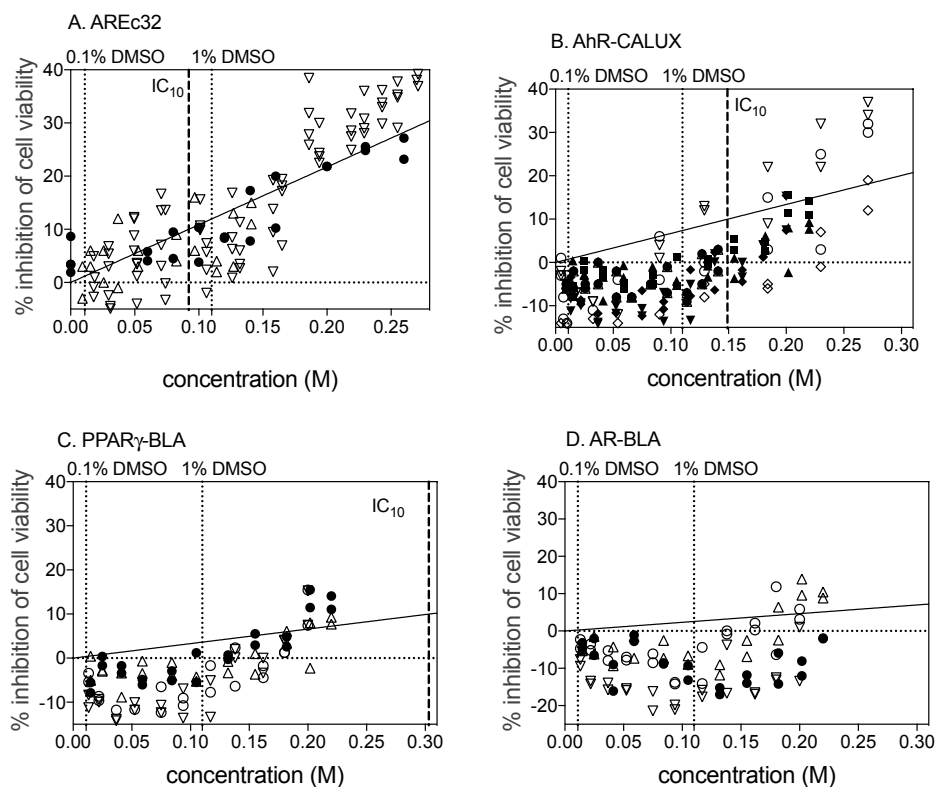 A. AREc32
0.1% DMSO 1% DMSO
IC10
% inhibition of cell viability
40
30
20
10
0
0.00 0.05 0.10 0.15 0.20 0.25
concentration (M)
B. AhR-CALUX
0.1% DMSO 1% DMSO
IC10
% inhibition of cell viability
40
30
20
10
0
-10
0.00 0.05 0.10 0.15 0.20 0.25 0.30
concentration (M)
C. PPARγ-BLA
0.1% DMSO 1% DMSO
IC10
% inhibition of cell viability
40
30
20
10
0
-10
0.00 0.05 0.10 0.15 0.20 0.25 0.30
concentration (M)
D. AR-BLA
0.1% DMSO 1% DMSO
% inhibition of cell viability
40
30
20
10
0
-10
-20
0.00 0.05 0.10 0.15 0.20 0.25 0.30
concentration (M)